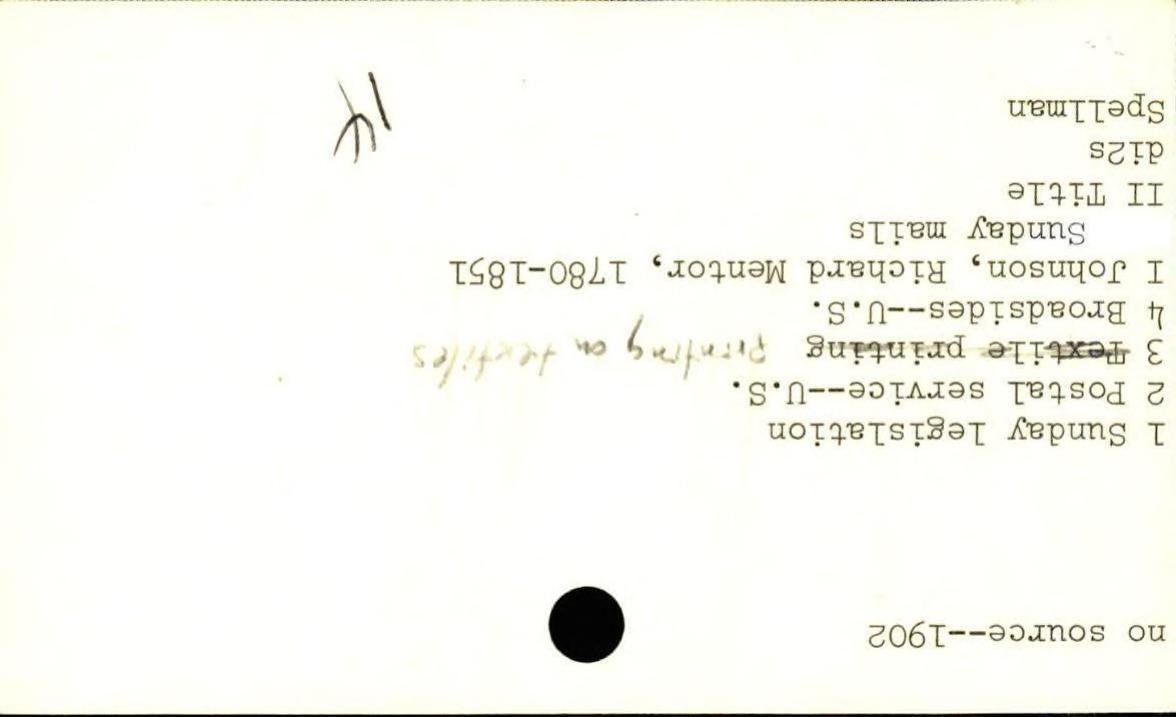 no source--1902
1 Sunday legislation
2 Postal service--U.S.
3 Textile printing printing on textiles
4 Broadsides--U.S.
I Johnson, Richard, Mentor, 1780-1851
Sunday mails
II Title
di2s
Spellman